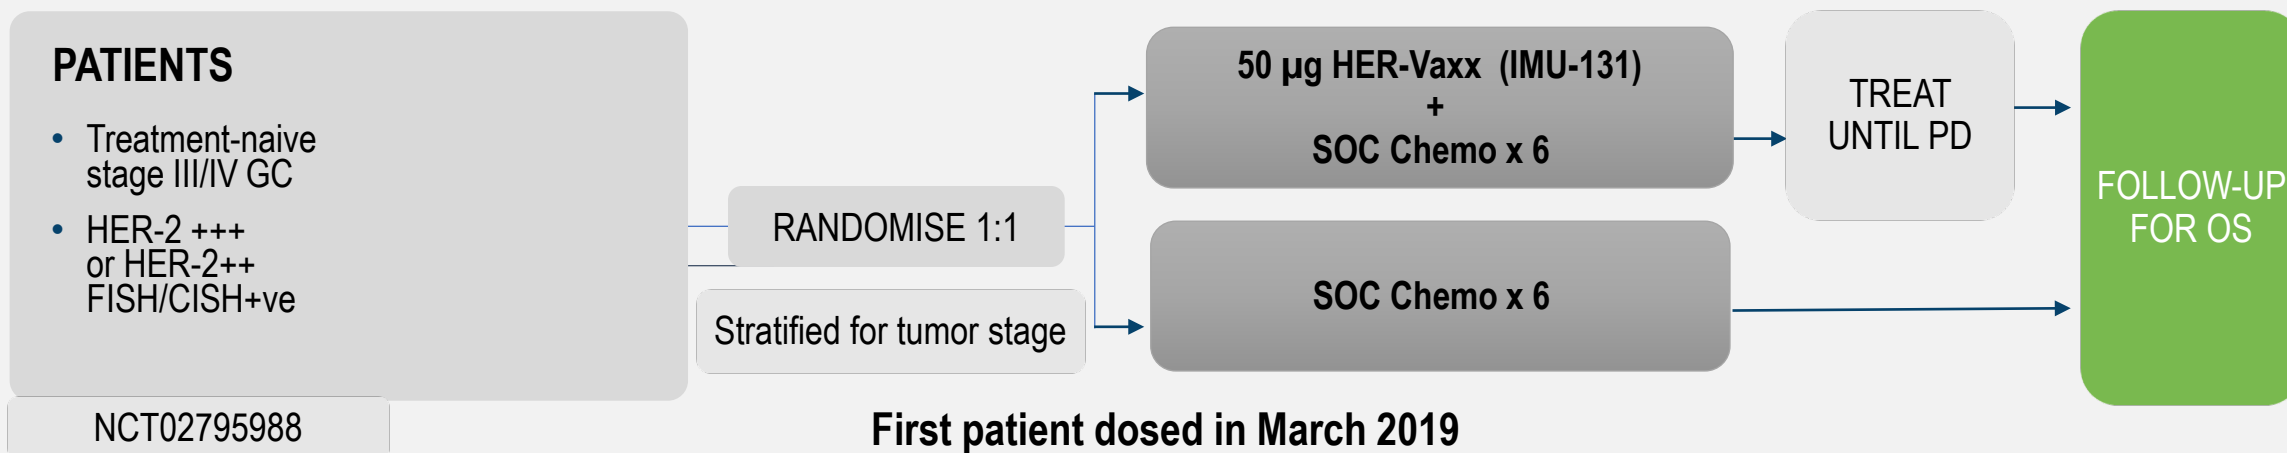 PATIENTS
• Treatment-naive
stage III/IV GC
• HER-2 +++
or HER-2++
FISH/CISH+ve
NCT02795988
RANDOMISE 1:1
Stratified for tumor stage
50 µg HER-Vaxx (IMU-131)
+
SOC Chemo x 6
SOC Chemo x 6
TREAT
UNTIL PD
FOLLOW-UP
FOR OS
First patient dosed in March 2019